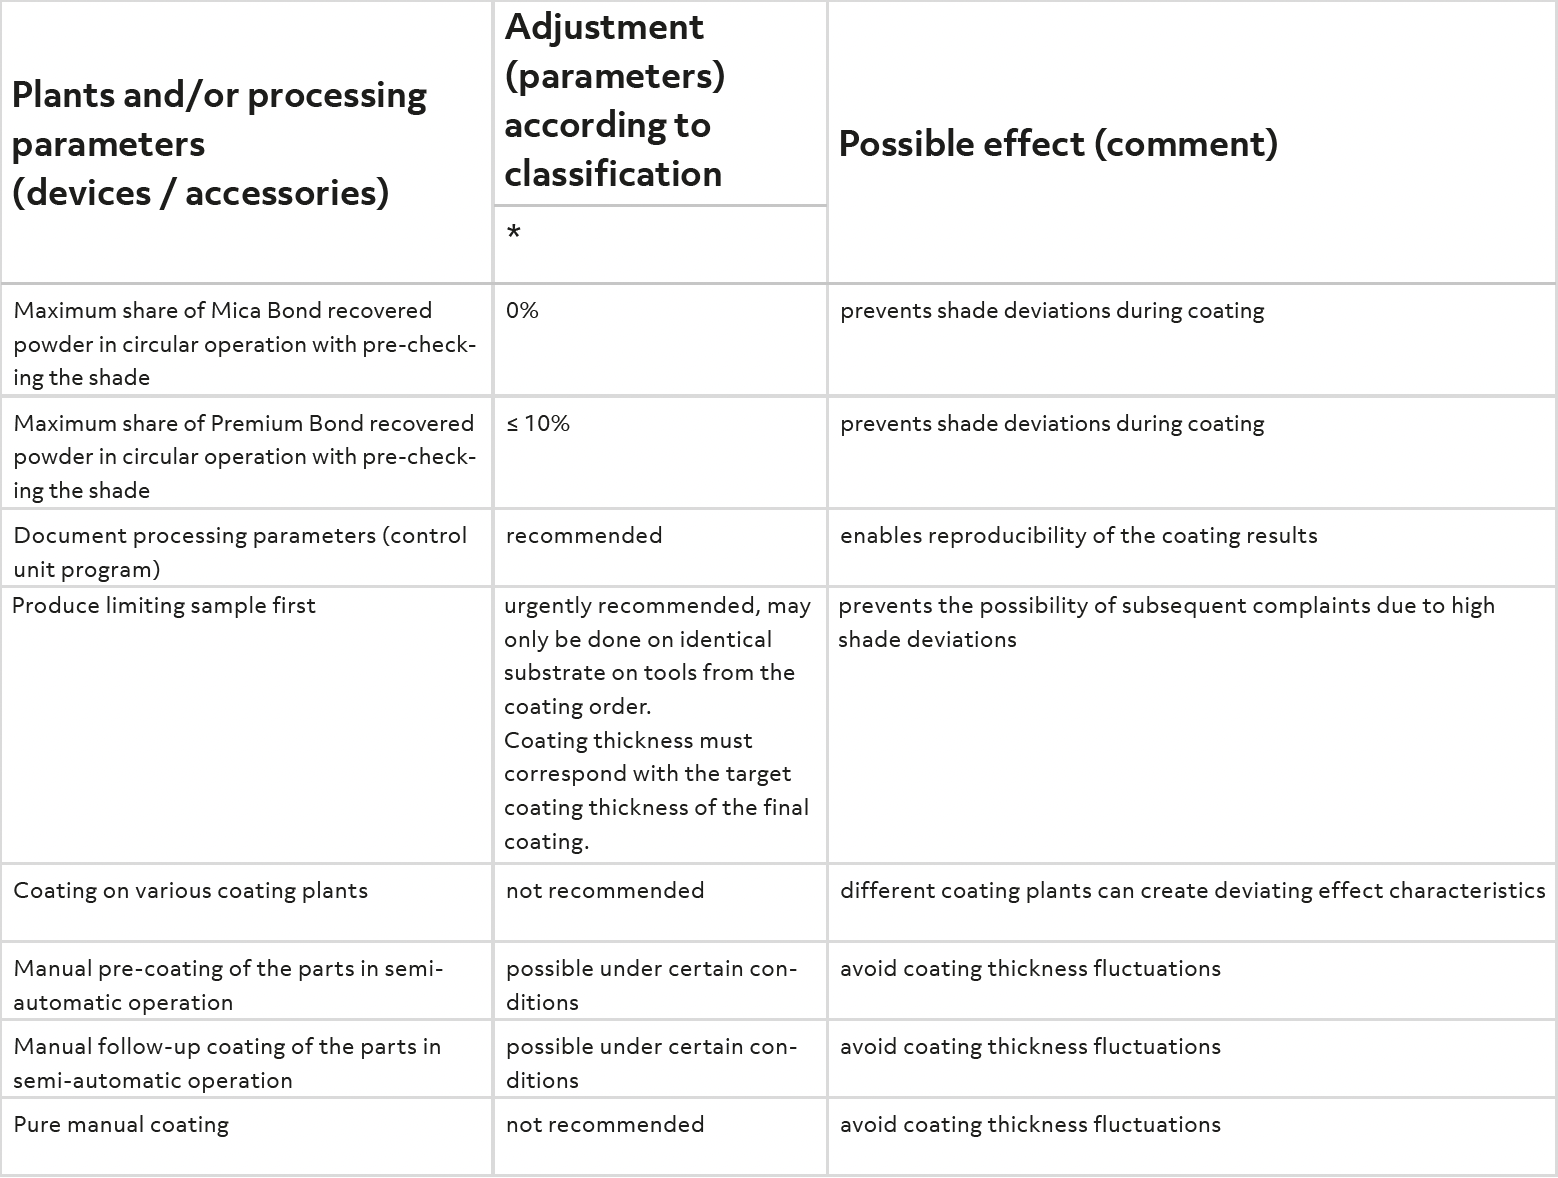 Plants and/or processing
parameters
(devices / accessories)
Adjustment
(parameters)
according to
classification
*
Possible effect (comment)
Maximum share of Mica Bond recovered
powder in circular operation with pre-check-
ing the shade
0%
prevents shade deviations during coating
Maximum share of Premium Bond recovered
powder in circular operation with pre-check-
ing the shade
≤ 10%
prevents shade deviations during coating
Document processing parameters (control
unit program)
recommended
enables reproducibility of the coating results
Produce limiting sample first
urgently recommended, may
only be done on identical
substrate on tools from the
coating order.
Coating thickness must
correspond with the target
coating thickness of the final
coating.
prevents the possibility of subsequent complaints due to high
shade deviations
Coating on various coating plants
not recommended
different coating plants can create deviating effect characteristics
Manual pre-coating of the parts in semi-
automatic operation
possible under certain con-
ditions
avoid coating thickness fluctuations
Manual follow-up coating of the parts in
semi-automatic operation
possible under certain con-
ditions
avoid coating thickness fluctuations
Pure manual coating
not recommended
avoid coating thickness fluctuations